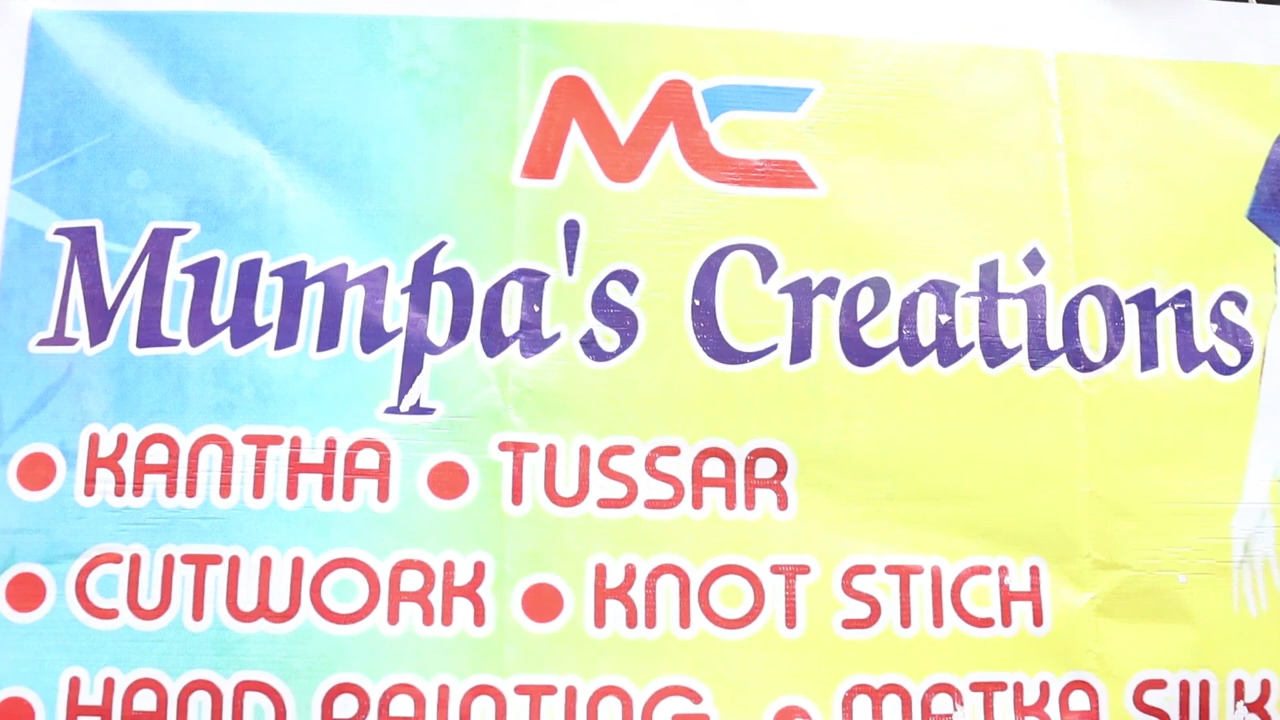 MC
Mumpa's Creations
• KANTHA • TUSSAR
• CUTWORK • KNOT STICH
• HAND PAINTING • MATKA SILK